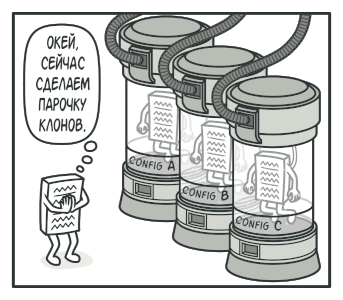 ОКЕЙ,
СЕЙЧАС
СДЕЛАЕМ
ПАРОЧКУ
КЛОНОВ.
CONFIG A
CONFIG B
CONFIG C